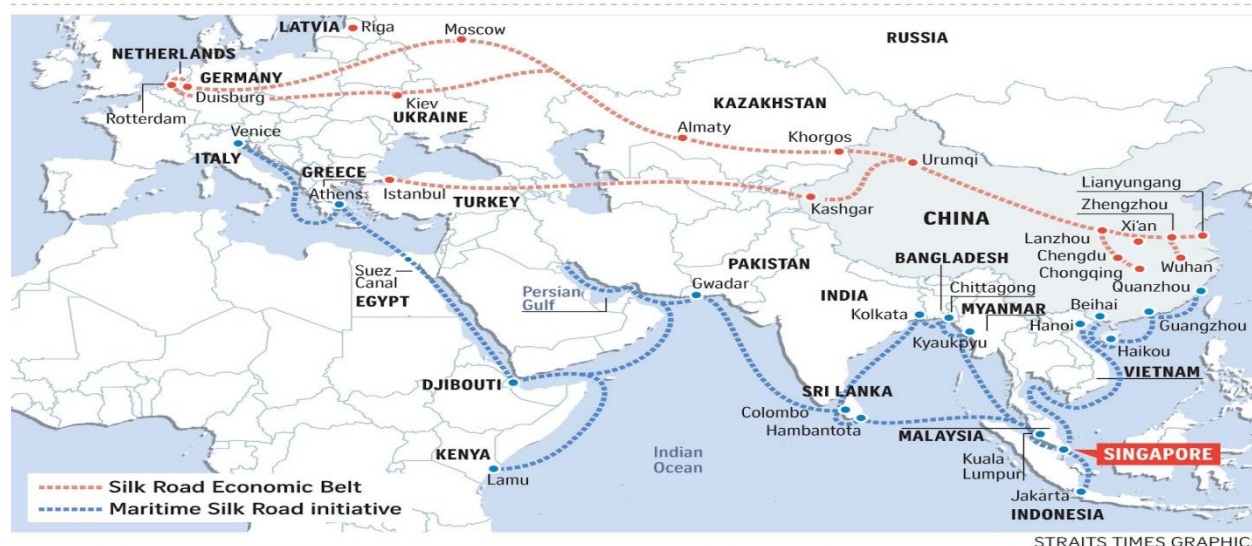 LATVIA
Riga
Moscow
RUSSIA
NETHERLANDS
GERMANY
Duisburg
Rotterdam
Kiev
UKRAINE
KAZAKHSTAN
Almaty
Khorgos
Urumqi
Venice
ITALY
GREECE
Athens
Istanbul
TURKEY
Kashgar
CHINA
Lianyungang
Zhengzhou
Xi'an
Lanzhou
Chengdu
Chongqing
Wuhan
Quanzhou
Suez
Canal
EGYPT
Persian
Gulf
PAKISTAN
Gwadar
INDIA
Kolkata
BANGLADESH
Chittagong
MYANMAR
Kyaukpyu
Beihai
Hanoi
Guangzhou
Haikou
VIETNAM
DJIBOUTI
SRI LANKA
Colombo
Hambantota
KENYA
Lamu
Indian
Ocean
MALAYSIA
Kuala
Lumpur
SINGAPORE
Jakarta
INDONESIA
Silk Road Economic Belt
Maritime Silk Road initiative
STRAITS TIMES GRAPHICS